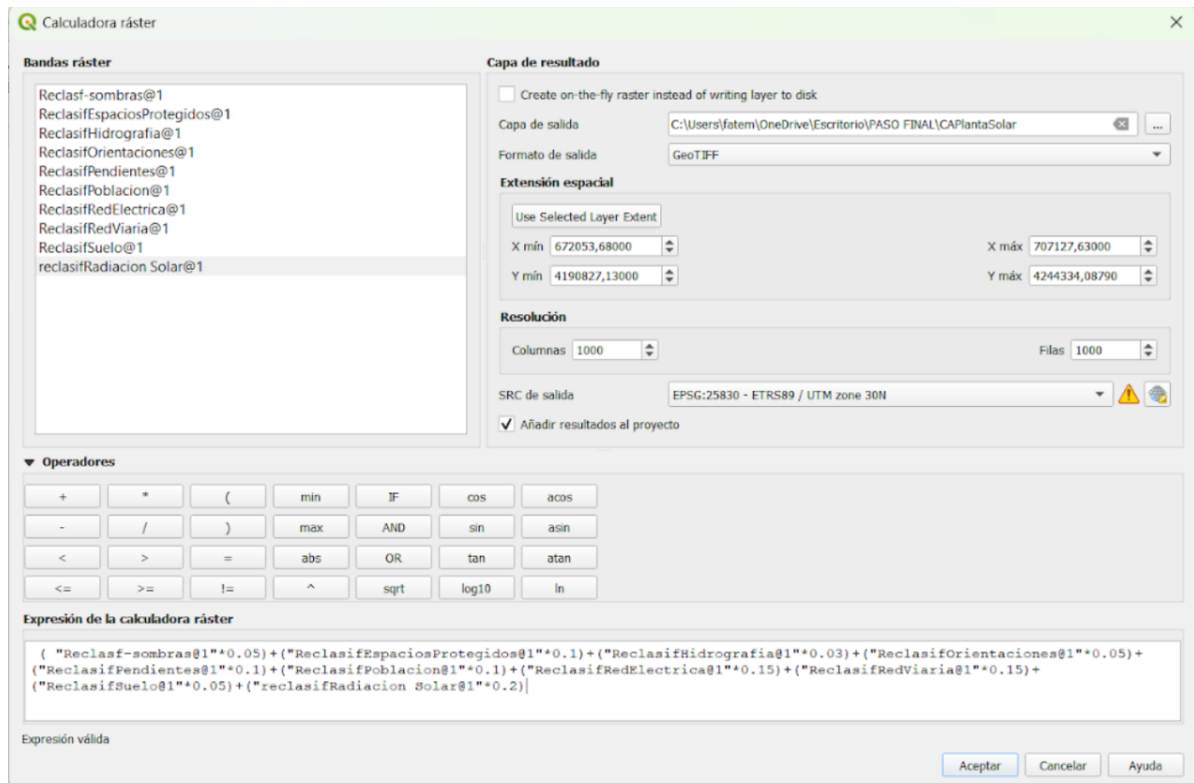 Calculadora ráster
Bandas ráster
Reclasf-sombras@1
ReclasifEspaciosProtegidos@1
ReclasifHidrografia@1
ReclasifOrientaciones@1
ReclasifPendientes@1
ReclasifPoblacion@1
ReclasifRedElectrica@1
ReclasifRedViaria@1
ReclasifSuelo@1
reclasifRadiacion Solar@1
Capa de resultado
Create on-the-fly raster instead of writing layer to disk
Capa de salida C:\Users\fatem\OneDrive\Escritorio\PASO FINAL\CAPlantaSolar ...
Formato de salida GeoTIFF
Extensión espacial
Use Selected Layer Extent
X mín 672053,68000 X máx 707127,63000
Y mín 4190827,13000 Y máx 4244334,08790
Resolución
Columnas 1000 Filas 1000
SRC de salida EPSG:25830 - ETRS89 / UTM zone 30N
Añadir resultados al proyecto
Operadores
+ * ( min IF cos acos
- / ) max AND sin asin
< > = abs OR tan atan
<= >= != ^ sqrt log10 ln
Expresión de la calculadora ráster
( "Reclasf-sombras@1"*0.05)+("ReclasifEspaciosProtegidos@1"*0.1)+("ReclasifHidrografia@1"*0.03)+("ReclasifOrientaciones@1"*0.05)+
("ReclasifPendientes@1"*0.1)+("ReclasifPoblacion@1"*0.1)+("ReclasifRedElectrica@1"*0.15)+("ReclasifRedViaria@1"*0.15)+
("ReclasifSuelo@1"*0.05)+("reclasifRadiacion Solar@1"*0.2)
Expresión válida
Aceptar Cancelar Ayuda